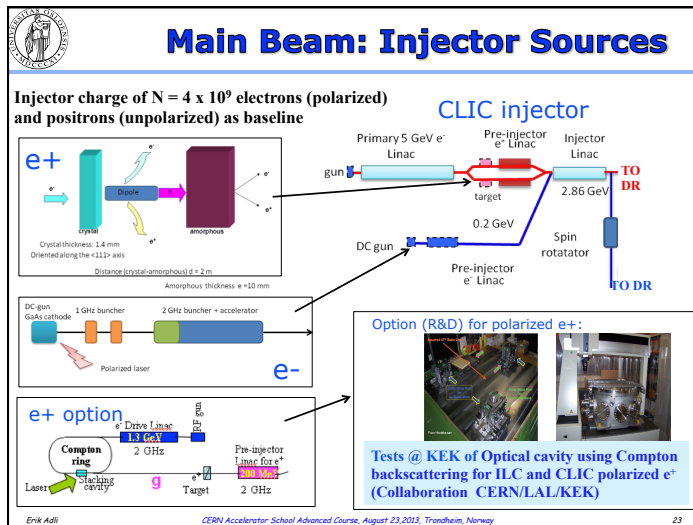 UNIVERSITAS OSLOENSIS
MDCCCXI
Main Beam: Injector Sources
Injector charge of N = 4 x 10⁹ electrons (polarized)
and positrons (unpolarized) as baseline
CLIC injector
e+
e⁻
e⁻
Dipole
γ
e⁻
e⁺
e⁺
crystal
amorphous
Crystal thickness: 1.4 mm
Oriented along the <111> axis
Distance (crystal-amorphous) d = 2 m
Amorphous thickness e =10 mm
Primary 5 GeV e⁻
Linac
Pre-injector
e⁺ Linac
Injector
Linac
gun
target
TO
DR
2.86 GeV
0.2 GeV
DC gun
Pre-injector
e⁻ Linac
Spin
rotatator
TO DR
DC-gun
GaAs cathode
1 GHz buncher
2 GHz buncher + accelerator
Polarized laser
e-
e+ option
e⁻ Drive Linac
1.3 GeV
2 GHz
RF gun
Compton
ring
Laser
Stacking
cavity
g
e⁺
Target
Pre-injector
Linac for e⁺
200 MeV
2 GHz
Option (R&D) for polarized e+:
Tests @ KEK of Optical cavity using Compton
backscattering for ILC and CLIC polarized e⁺
(Collaboration CERN/LAL/KEK)
Erik Adli
CERN Accelerator School Advanced Course, August 23,2013, Trondheim, Norway
23